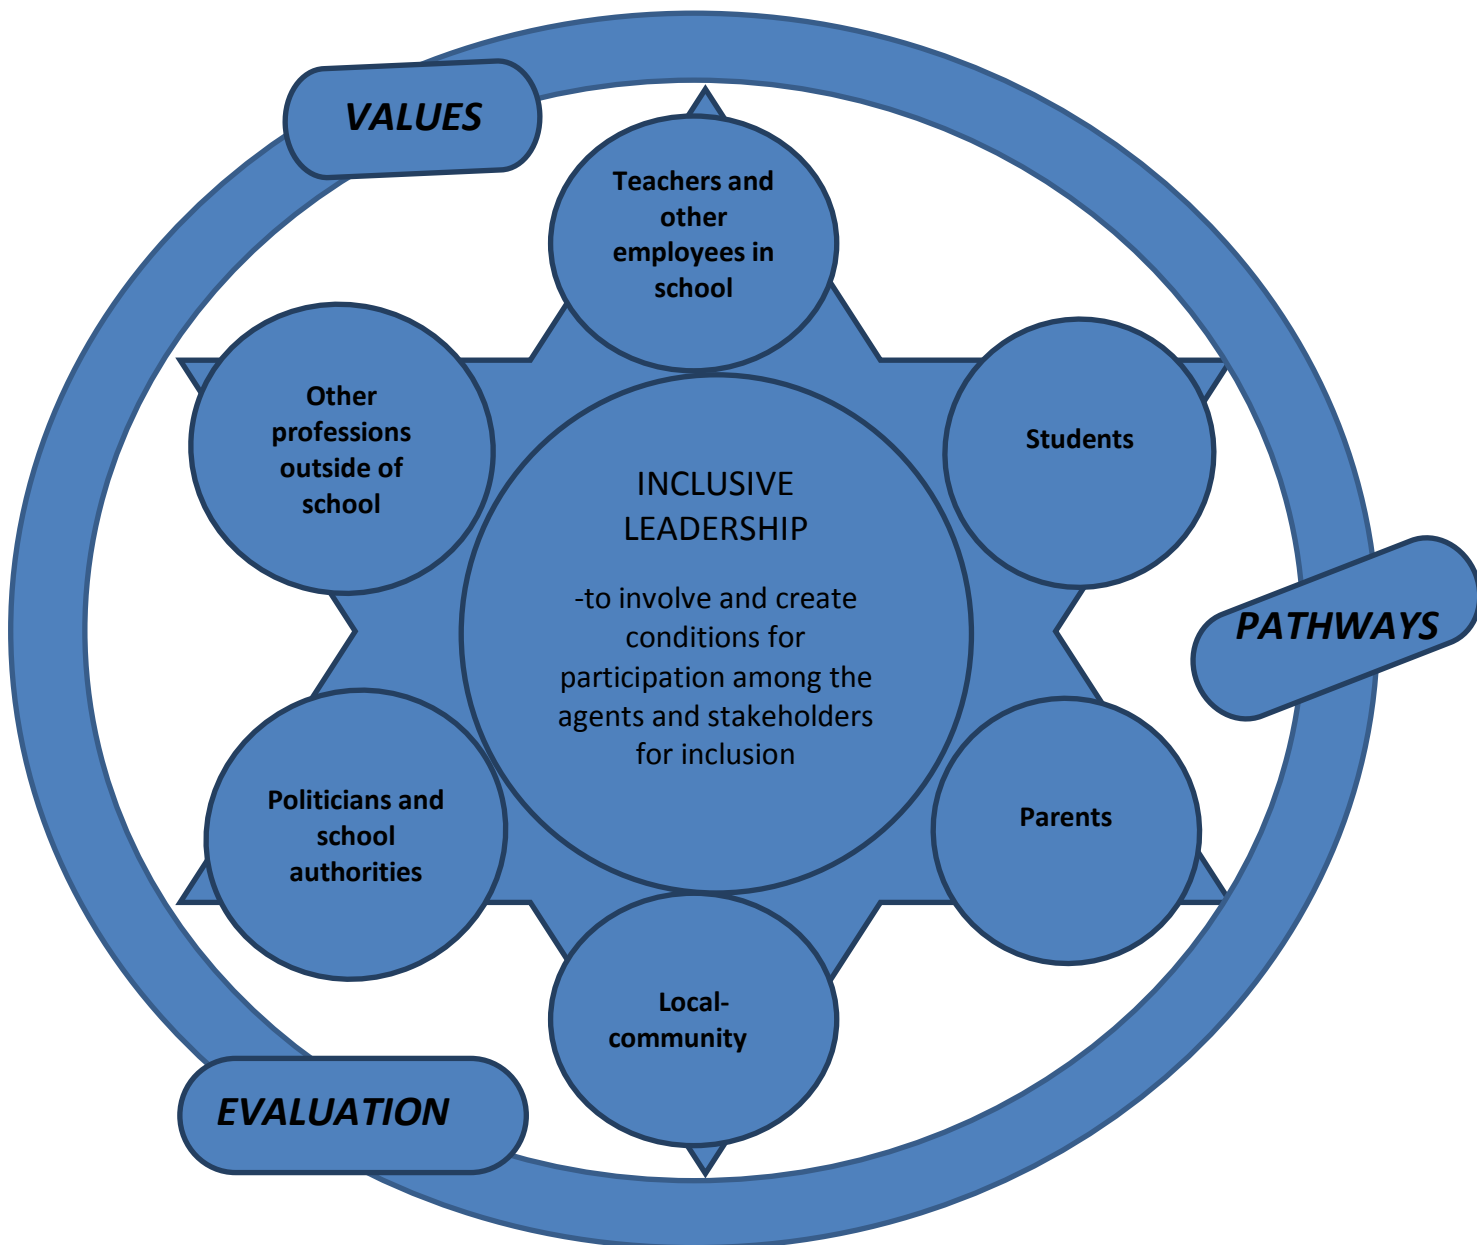 VALUES
Teachers and
other
employees in
school
Other
professions
outside of
school
Students
INCLUSIVE
LEADERSHIP
-to involve and create
conditions for
participation among the
agents and stakeholders
for inclusion
PATHWAYS
Politicians and
school
authorities
Parents
Local-
community
EVALUATION